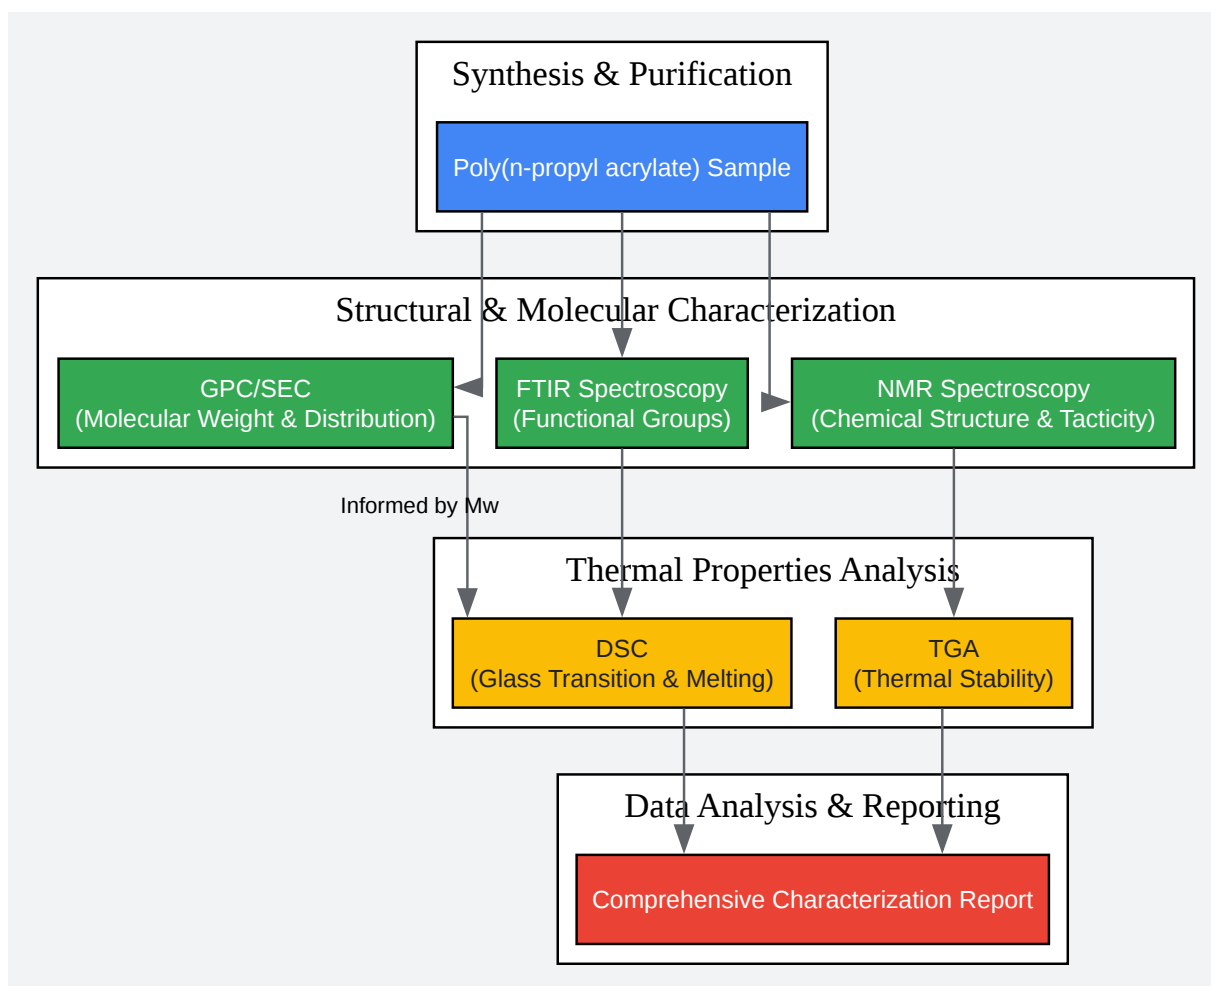 Synthesis & Purification
Poly(n-propyl acrylate) Sample
Structural & Molecular Characterization
GPC/SEC
(Molecular Weight & Distribution)
FTIR Spectroscopy
(Functional Groups)
NMR Spectroscopy
(Chemical Structure & Tacticity)
Informed by Mw
Thermal Properties Analysis
DSC
(Glass Transition & Melting)
TGA
(Thermal Stability)
Data Analysis & Reporting
Comprehensive Characterization Report